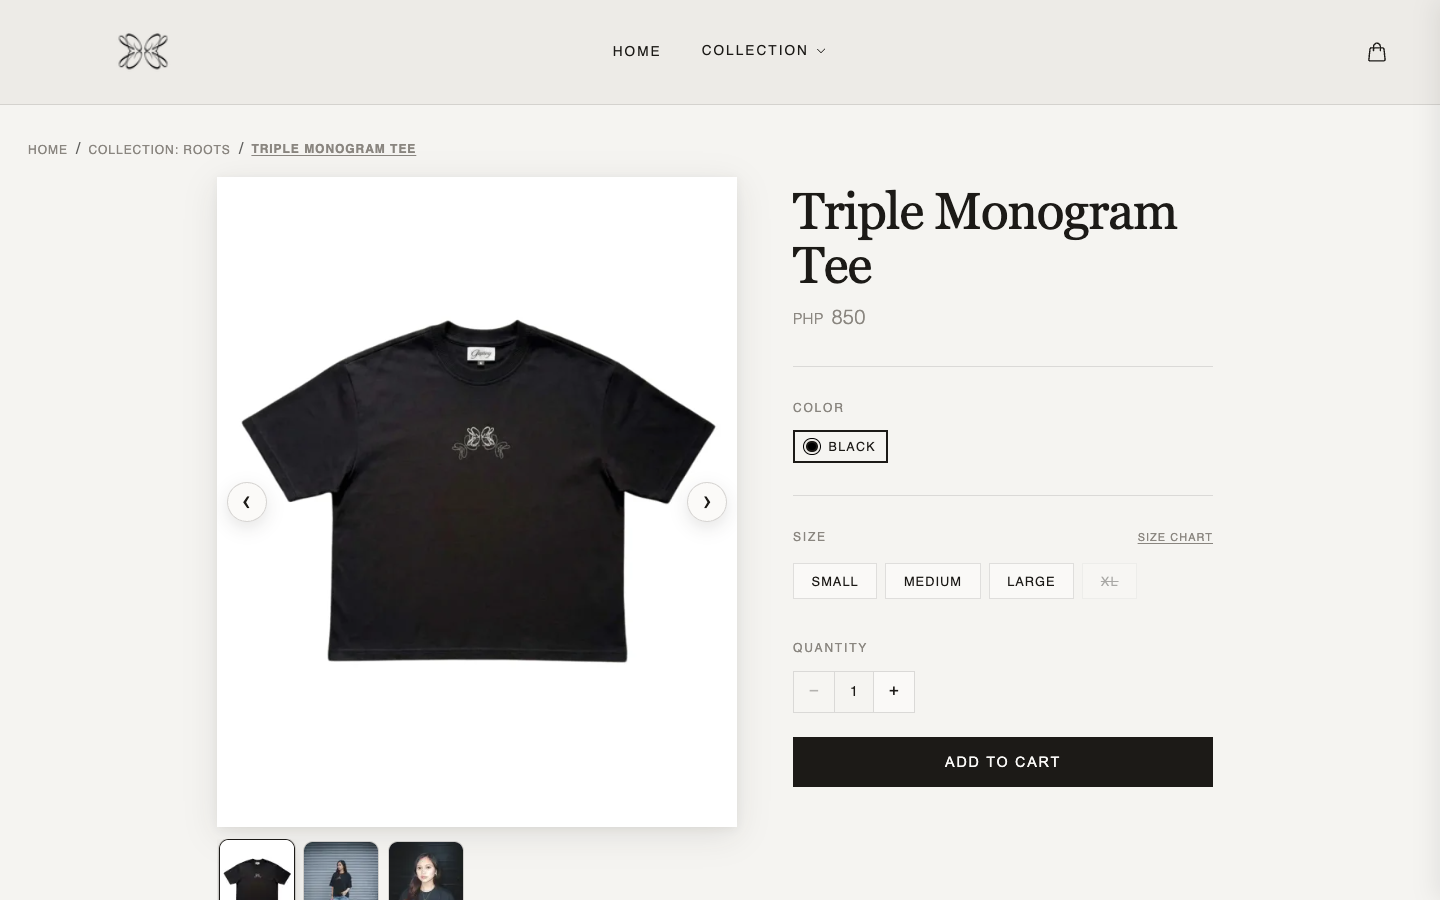 HOME
COLLECTION
HOME / COLLECTION: ROOTS / TRIPLE MONOGRAM TEE
Triple Monogram
Tee
PHP 850
COLOR
BLACK
SIZE
SIZE CHART
SMALL
MEDIUM
LARGE
XL
QUANTITY
− 1 +
ADD TO CART